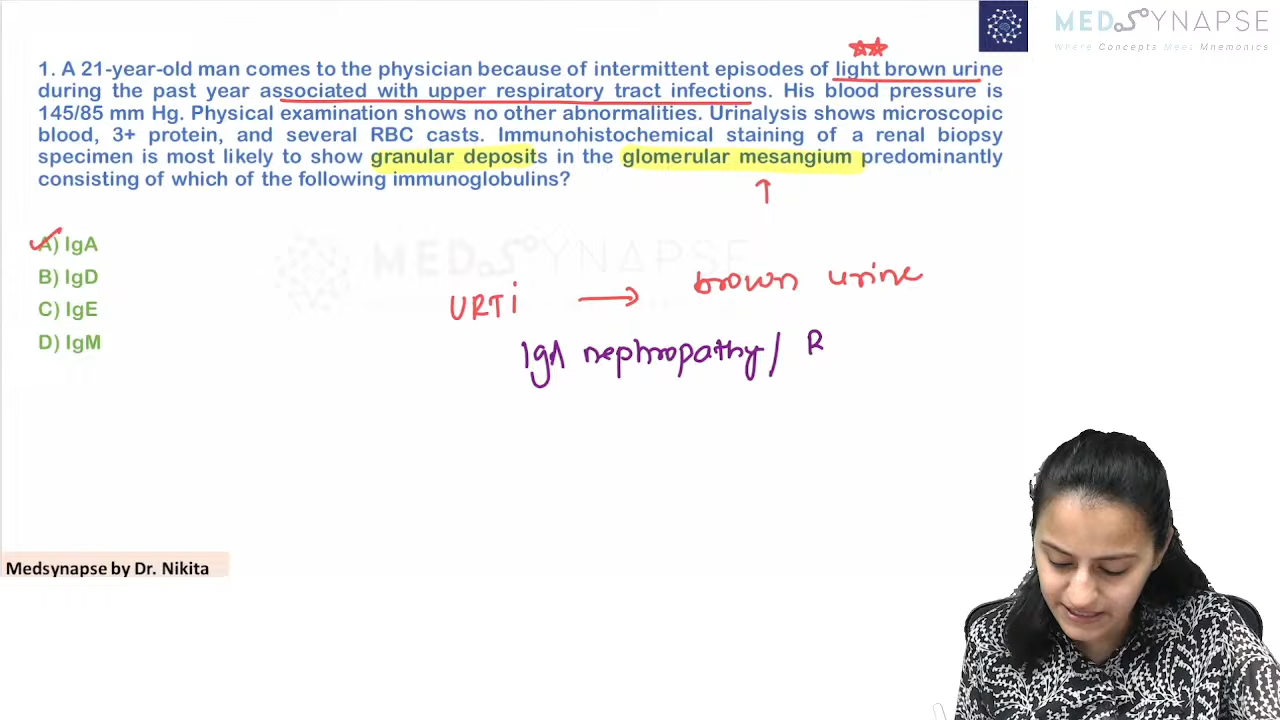 MEDSYNAPSE
Where Concepts Meet Mnemonics
1. A 21-year-old man comes to the physician because of intermittent episodes of light brown urine
during the past year associated with upper respiratory tract infections. His blood pressure is
145/85 mm Hg. Physical examination shows no other abnormalities. Urinalysis shows microscopic
blood, 3+ protein, and several RBC casts. Immunohistochemical staining of a renal biopsy
specimen is most likely to show granular deposits in the glomerular mesangium predominantly
consisting of which of the following immunoglobulins?
A) IgA
B) IgD
C) IgE
D) IgM
MEDSYNAPSE
URTi → brown urine
IgA nephropathy/ B
Medsynapse by Dr. Nikita